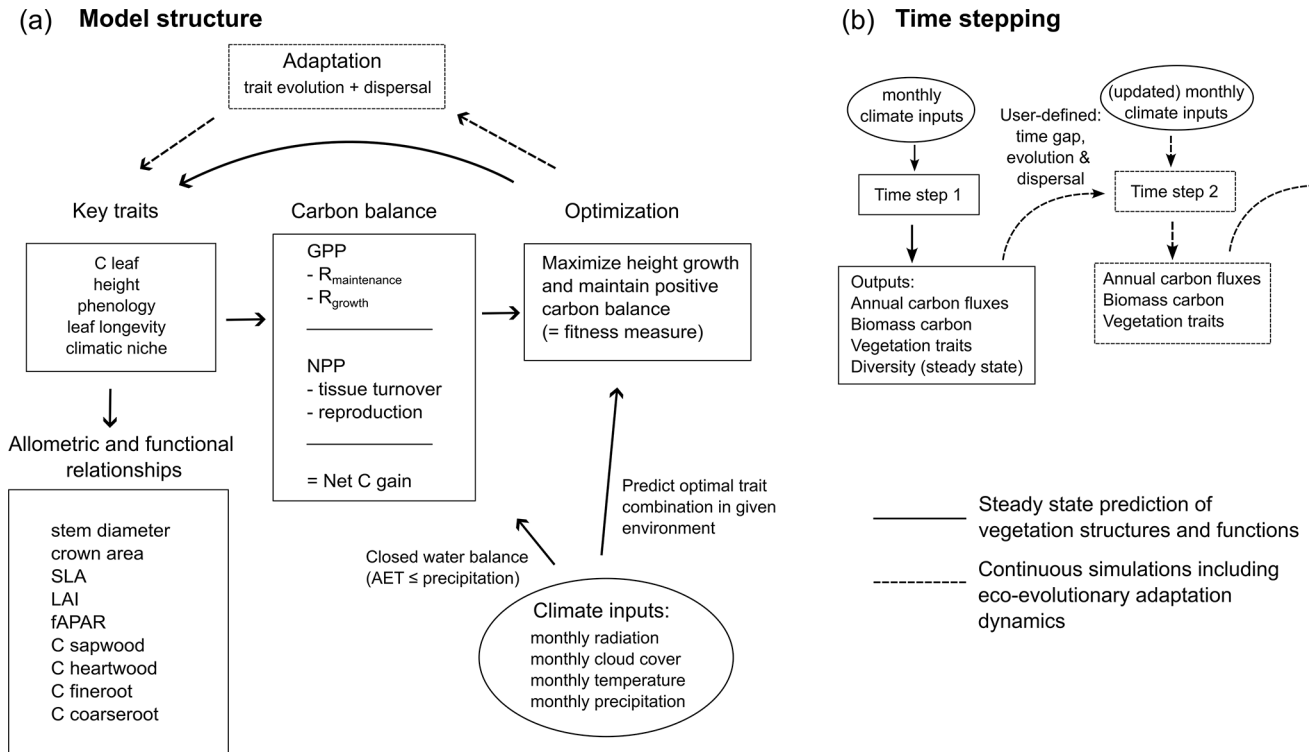 (a) Model structure
Adaptation
trait evolution + dispersal
Key traits
C leaf
height
phenology
leaf longevity
climatic niche
Carbon balance
GPP
- Rmaintenance
- Rgrowth
NPP
- tissue turnover
- reproduction
= Net C gain
Optimization
Maximize height growth
and maintain positive
carbon balance
(= fitness measure)
Allometric and functional
relationships
stem diameter
crown area
SLA
LAI
fAPAR
C sapwood
C heartwood
C fineroot
C coarseroot
Closed water balance
(AET ≤ precipitation)
Predict optimal trait
combination in given
environment
Climate inputs:
monthly radiation
monthly cloud cover
monthly temperature
monthly precipitation
(b) Time stepping
monthly
climate inputs
Time step 1
Outputs:
Annual carbon fluxes
Biomass carbon
Vegetation traits
Diversity (steady state)
User-defined:
time gap,
evolution &
dispersal
(updated) monthly
climate inputs
Time step 2
Annual carbon fluxes
Biomass carbon
Vegetation traits
Steady state prediction of
vegetation structures and functions
Continuous simulations including
eco-evolutionary adaptation
dynamics